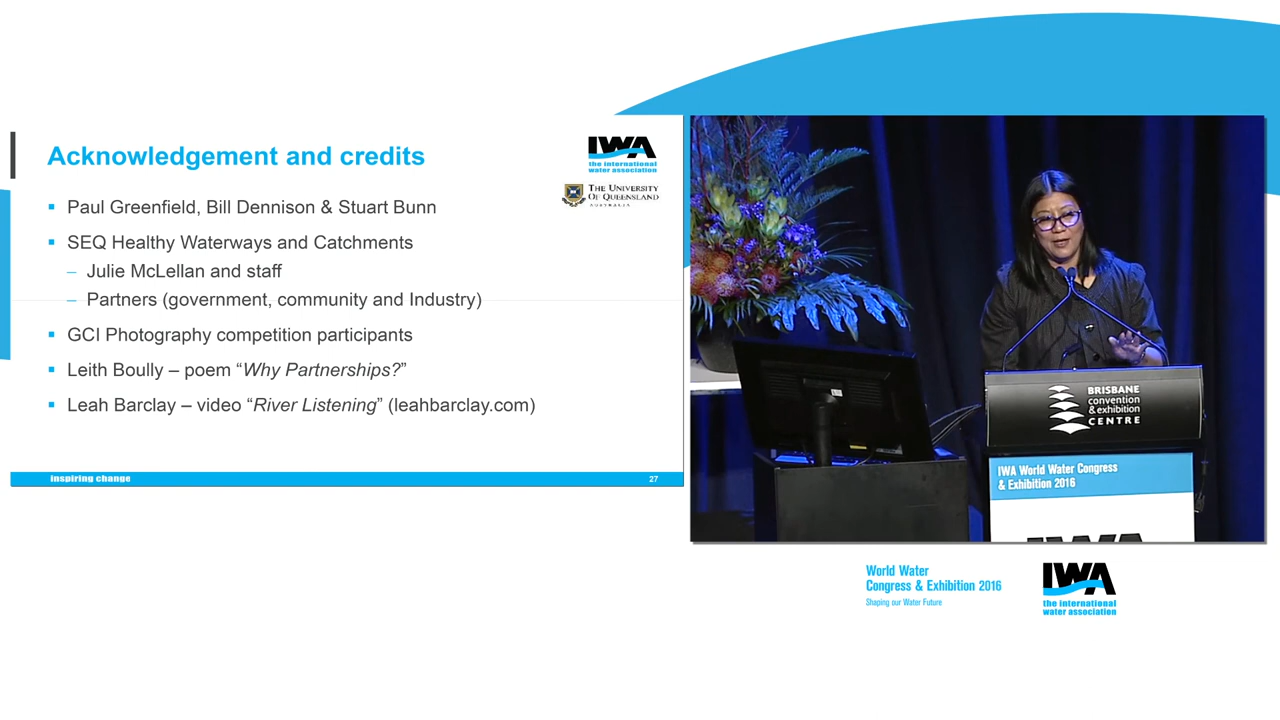 Acknowledgement and credits
IWA
the international
water association
THE UNIVERSITY
OF QUEENSLAND
AUSTRALIA
Paul Greenfield, Bill Dennison & Stuart Bunn
SEQ Healthy Waterways and Catchments
– Julie McLellan and staff
– Partners (government, community and Industry)
GCI Photography competition participants
Leith Boully – poem “Why Partnerships?”
Leah Barclay – video “River Listening” (leahbarclay.com)
inspiring change
27
BRISBANE
convention
& exhibition
CENTRE
IWA World Water Congress
& Exhibition 2016
IWA
World Water
Congress & Exhibition 2016
Shaping our Water Future
IWA
the international
water association